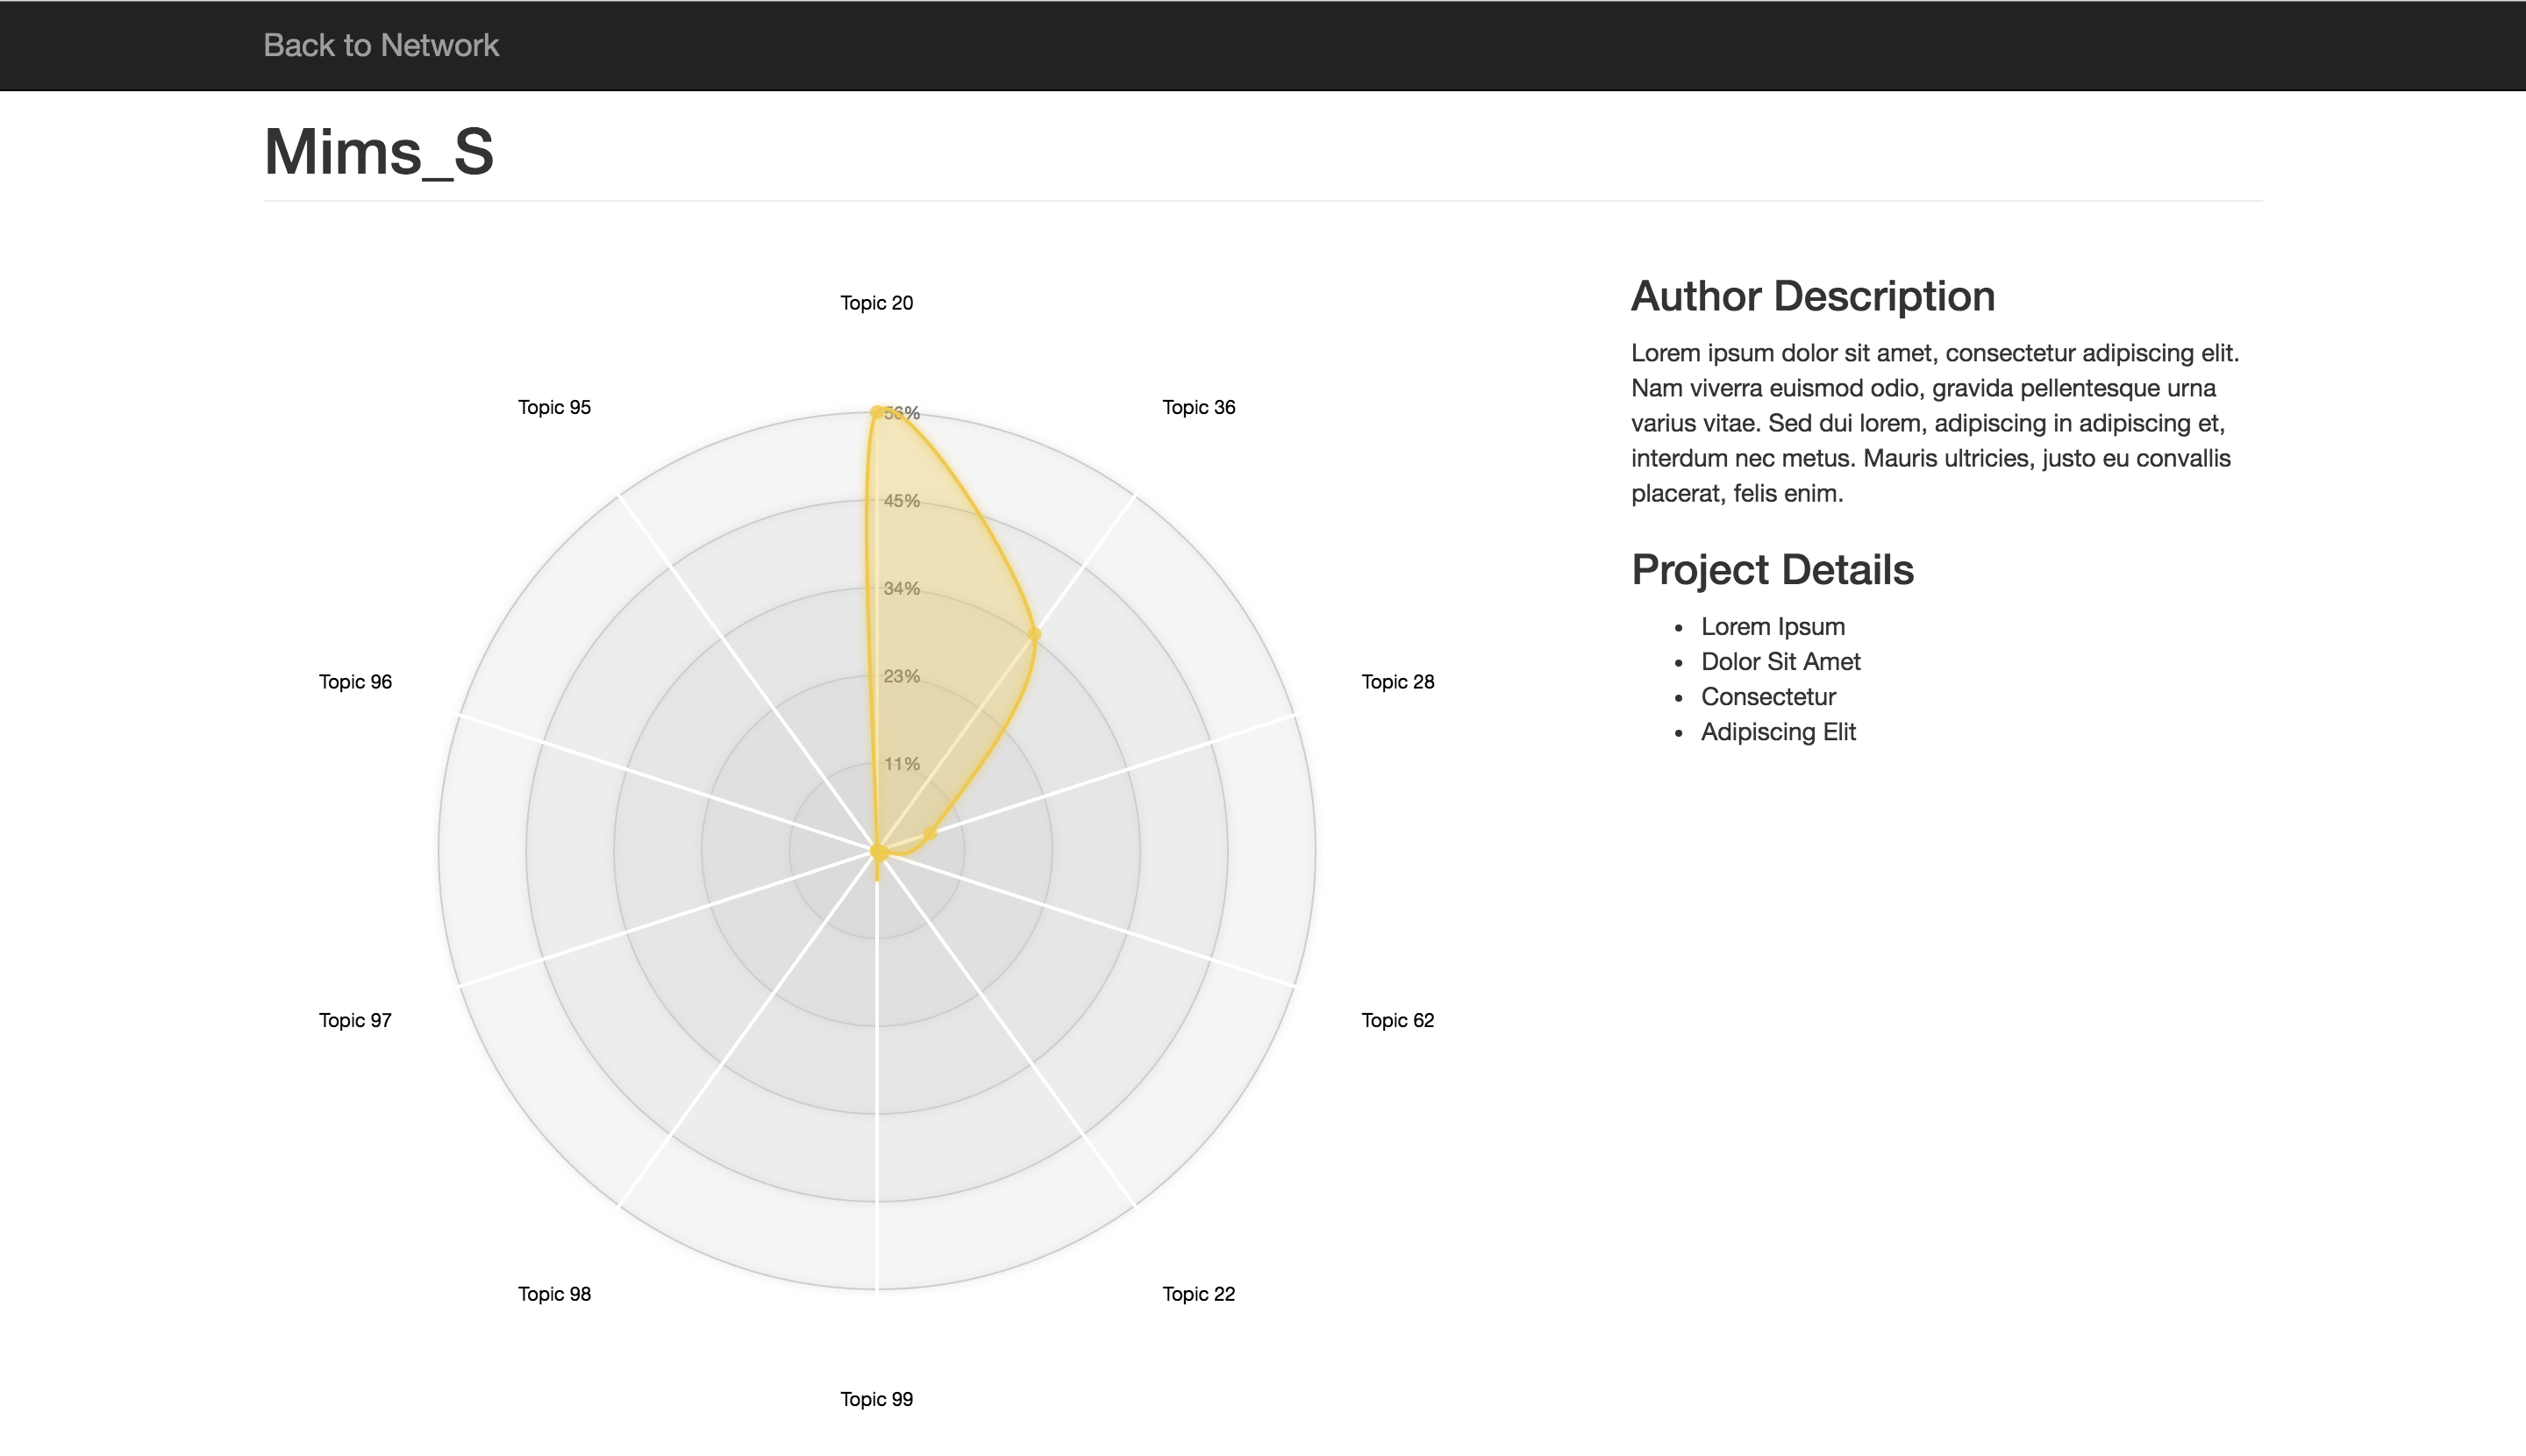 Back to Network
Mims_S
Topic 20
Topic 95
Topic 36
56%
45%
34%
23%
11%
Topic 96
Topic 28
Topic 97
Topic 62
Topic 98
Topic 22
Topic 99
Author Description
Lorem ipsum dolor sit amet, consectetur adipiscing elit.
Nam viverra euismod odio, gravida pellentesque urna
varius vitae. Sed dui lorem, adipiscing in adipiscing et,
interdum nec metus. Mauris ultricies, justo eu convallis
placerat, felis enim.
Project Details
• Lorem Ipsum
• Dolor Sit Amet
• Consectetur
• Adipiscing Elit